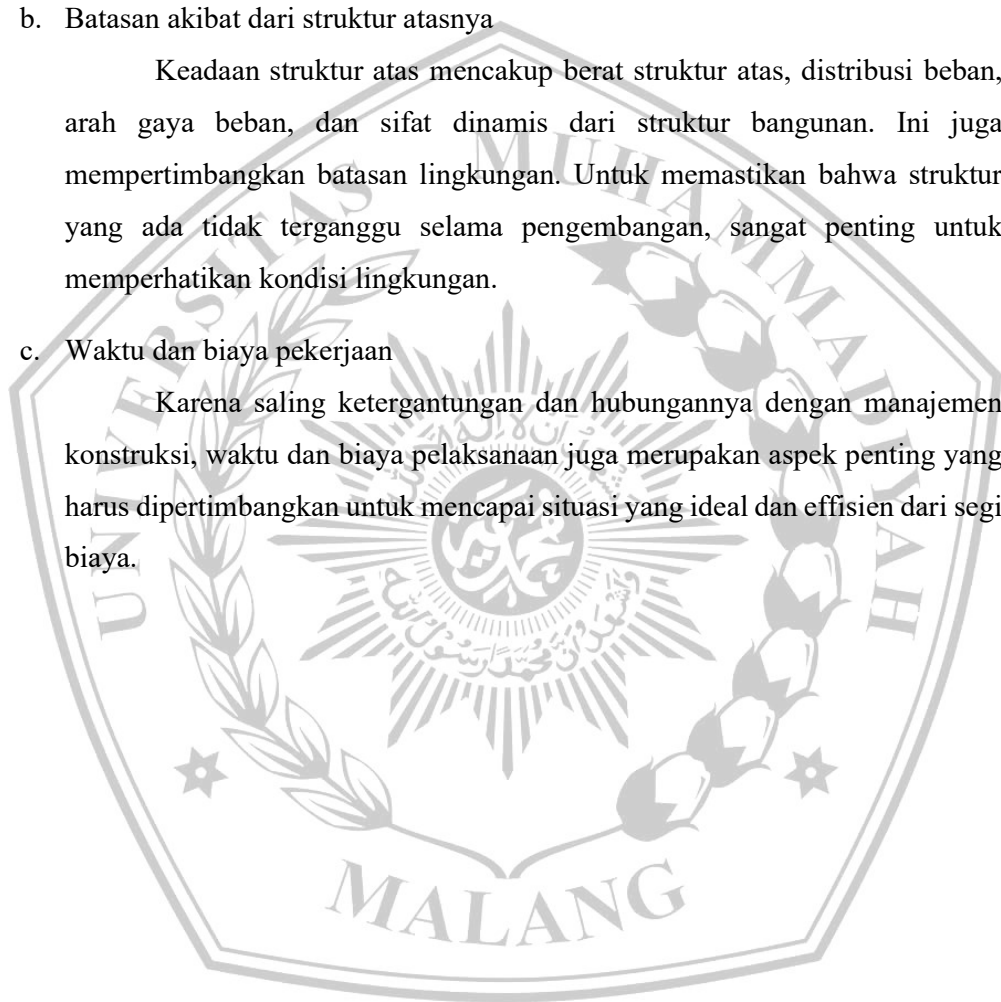 b. Batasan akibat dari struktur atasnya
Keadaan struktur atas mencakup berat struktur atas, distribusi beban,
arah gaya beban, dan sifat dinamis dari struktur bangunan. Ini juga
mempertimbangkan batasan lingkungan. Untuk memastikan bahwa struktur
yang ada tidak terganggu selama pengembangan, sangat penting untuk
memperhatikan kondisi lingkungan.
c. Waktu dan biaya pekerjaan
Karena saling ketergantungan dan hubungannya dengan manajemen
konstruksi, waktu dan biaya pelaksanaan juga merupakan aspek penting yang
harus dipertimbangkan untuk mencapai situasi yang ideal dan effisien dari segi
biaya.
UNIVERSITAS MUHAMMADIYAH
MALANG